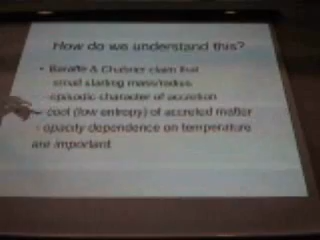 How do we understand this?
• Baraffe & Chabrier claim that
- small starting mass/radius
- episodic character of accretion
- cool (low entropy) of accreted matter
- opacity dependence on temperature
are important